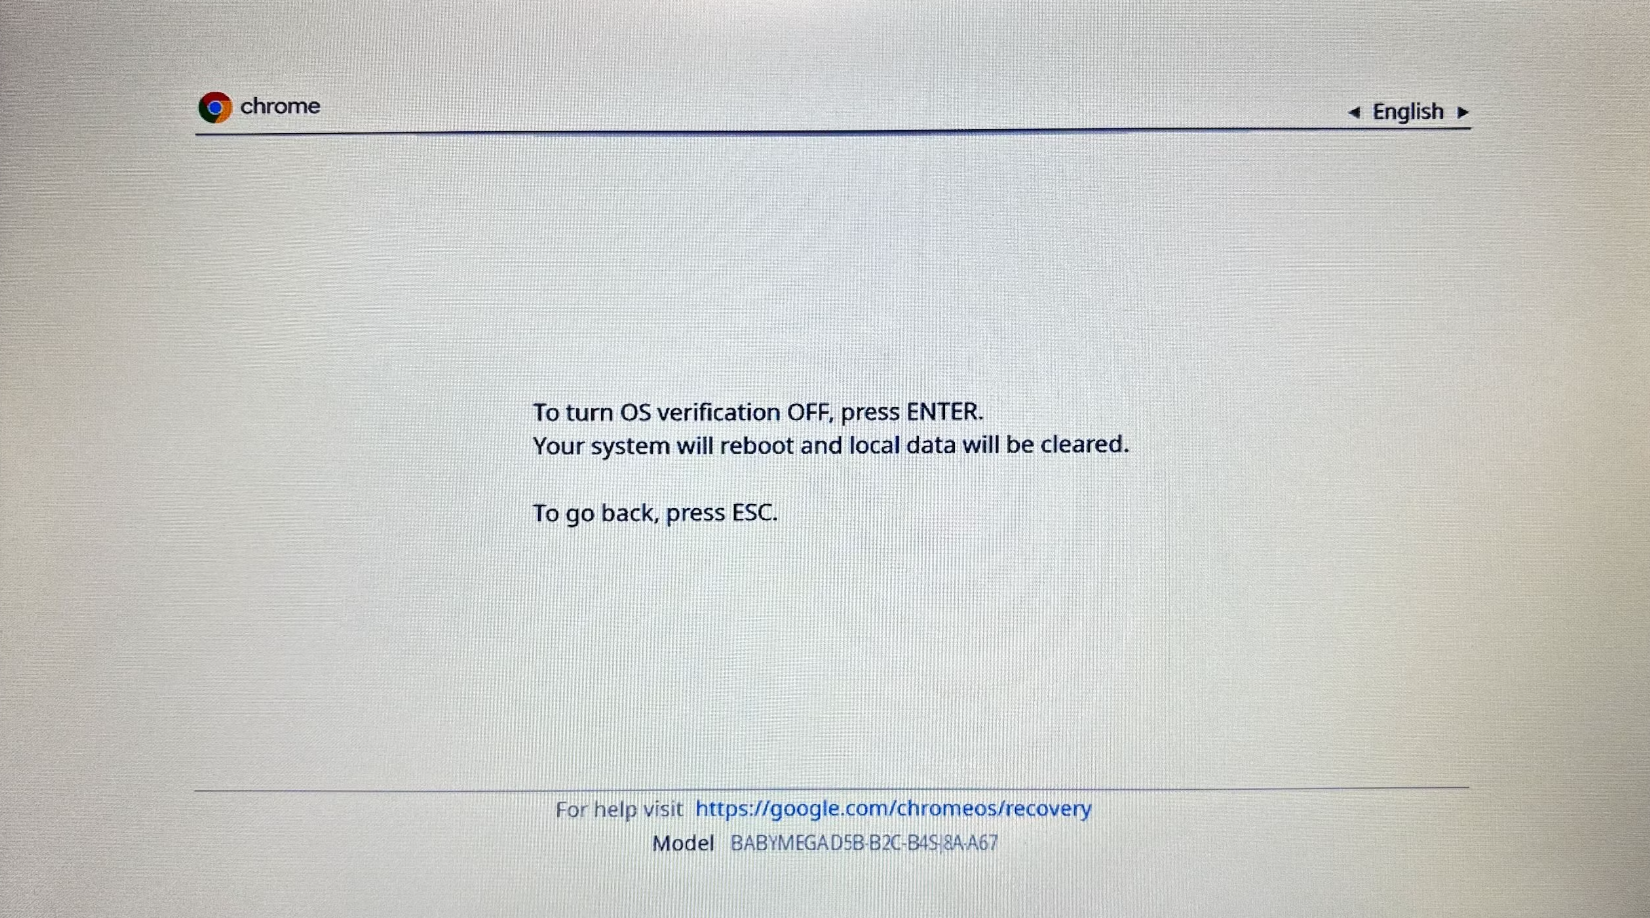 chrome
◄ English ►
To turn OS verification OFF, press ENTER.
Your system will reboot and local data will be cleared.
To go back, press ESC.
For help visit https://google.com/chromeos/recovery
Model BABYMEGA D5B-B2C-B4S-8A-A67